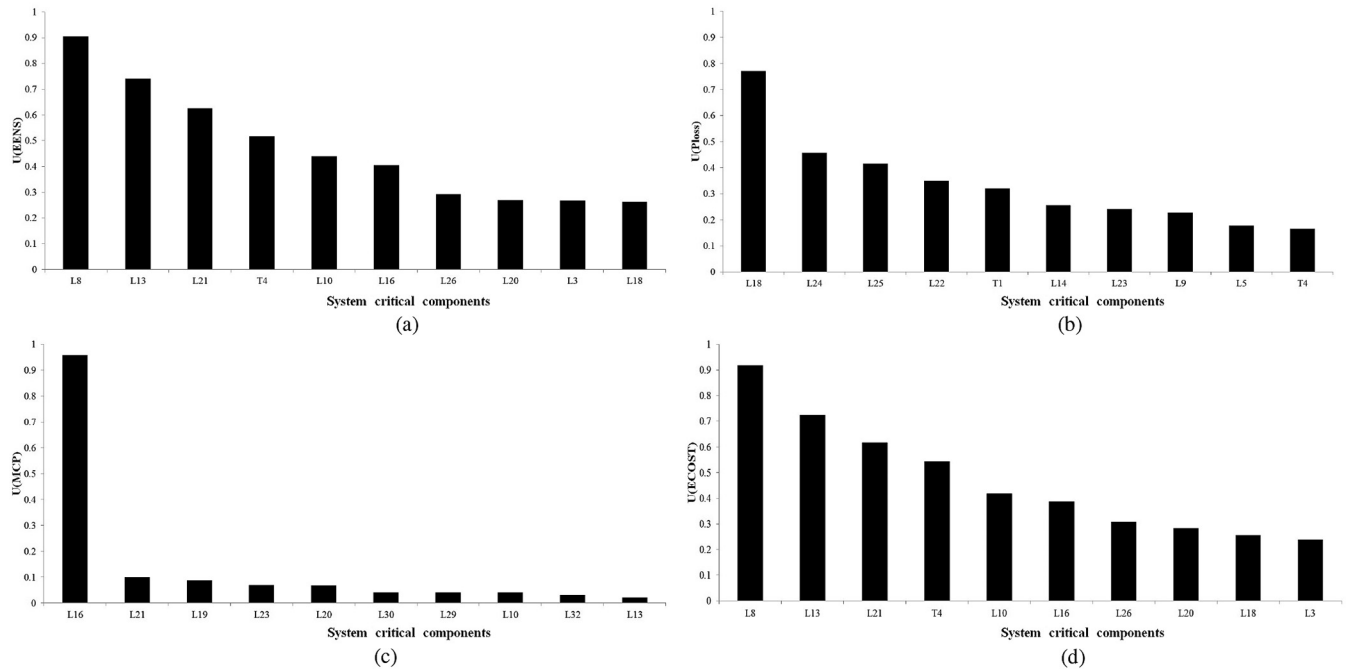 1
0.9
0.8
0.7
0.6
0.5
0.4
0.3
0.2
0.1
0
U(EENS)
L8 L13 L21 T4 L10 L16 L26 L20 L3 L18
System critical components
(a)
1
0.9
0.8
0.7
0.6
0.5
0.4
0.3
0.2
0.1
0
U(Ploss)
L18 L24 L25 L22 T1 L14 L23 L9 L5 T4
System critical components
(b)
1
0.9
0.8
0.7
0.6
0.5
0.4
0.3
0.2
0.1
0
U(MCP)
L16 L21 L19 L23 L20 L30 L29 L10 L32 L13
System critical components
(c)
1
0.9
0.8
0.7
0.6
0.5
0.4
0.3
0.2
0.1
0
U(ECOST)
L8 L13 L21 T4 L10 L16 L26 L20 L18 L3
System critical components
(d)